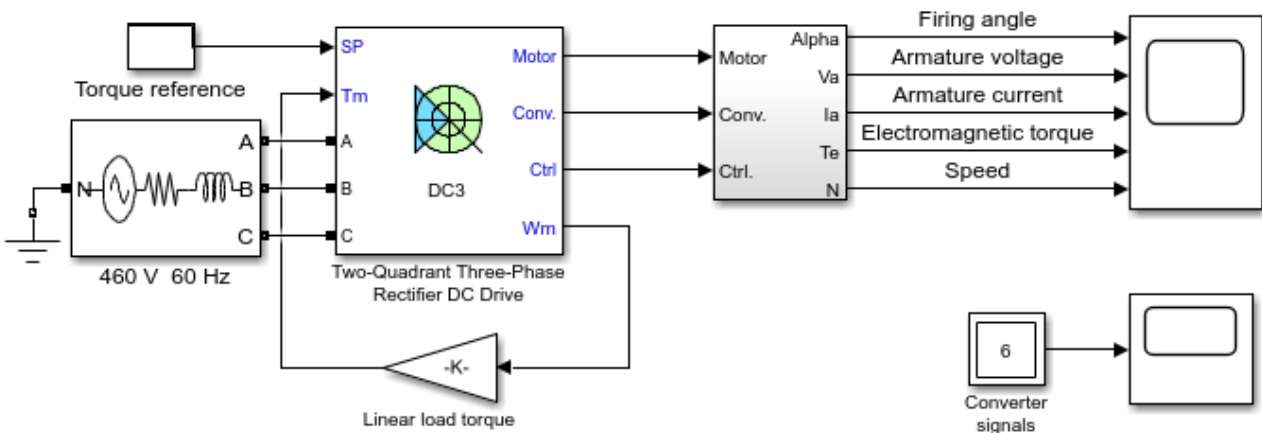 Torque reference
N
A
B
C
460 V  60 Hz
SP
Tm
A
B
C
Motor
Conv.
Ctrl
Wm
DC3
Two-Quadrant Three-Phase
Rectifier DC Drive
-K-
Linear load torque
Motor
Conv.
Ctrl.
Alpha
Va
Ia
Te
N
Firing angle
Armature voltage
Armature current
Electromagnetic torque
Speed
6
Converter
signals